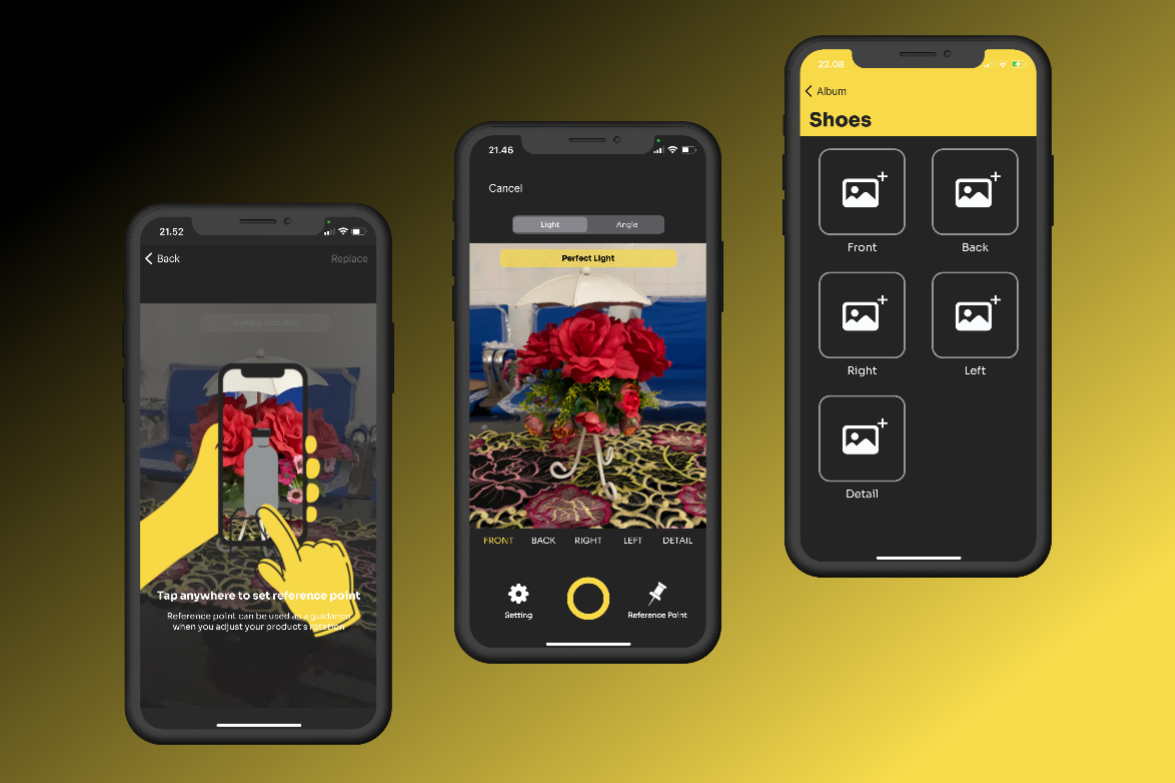 21.52
Back
Replace
Surface Detected
Tap anywhere to set reference point
Reference point can be used as a guidance
when you adjust your product's rotation
21.46
Cancel
Light
Angle
Perfect Light
FRONT
BACK
RIGHT
LEFT
DETAIL
Setting
Reference Point
22.08
Album
Shoes
Front
Back
Right
Left
Detail